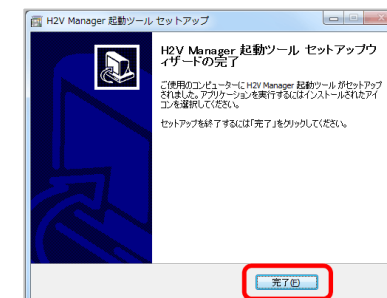 H2V Manager 起動ツール セットアップ
H2V Manager 起動ツール セットアップウ
ィザードの完了
ご使用のコンピューターに H2V Manager 起動ツール がセットアップ
されました。アプリケーションを実行するにはインストールされたアイ
コンを選択してください。
セットアップを終了するには「完了」をクリックしてください。
完了(F)